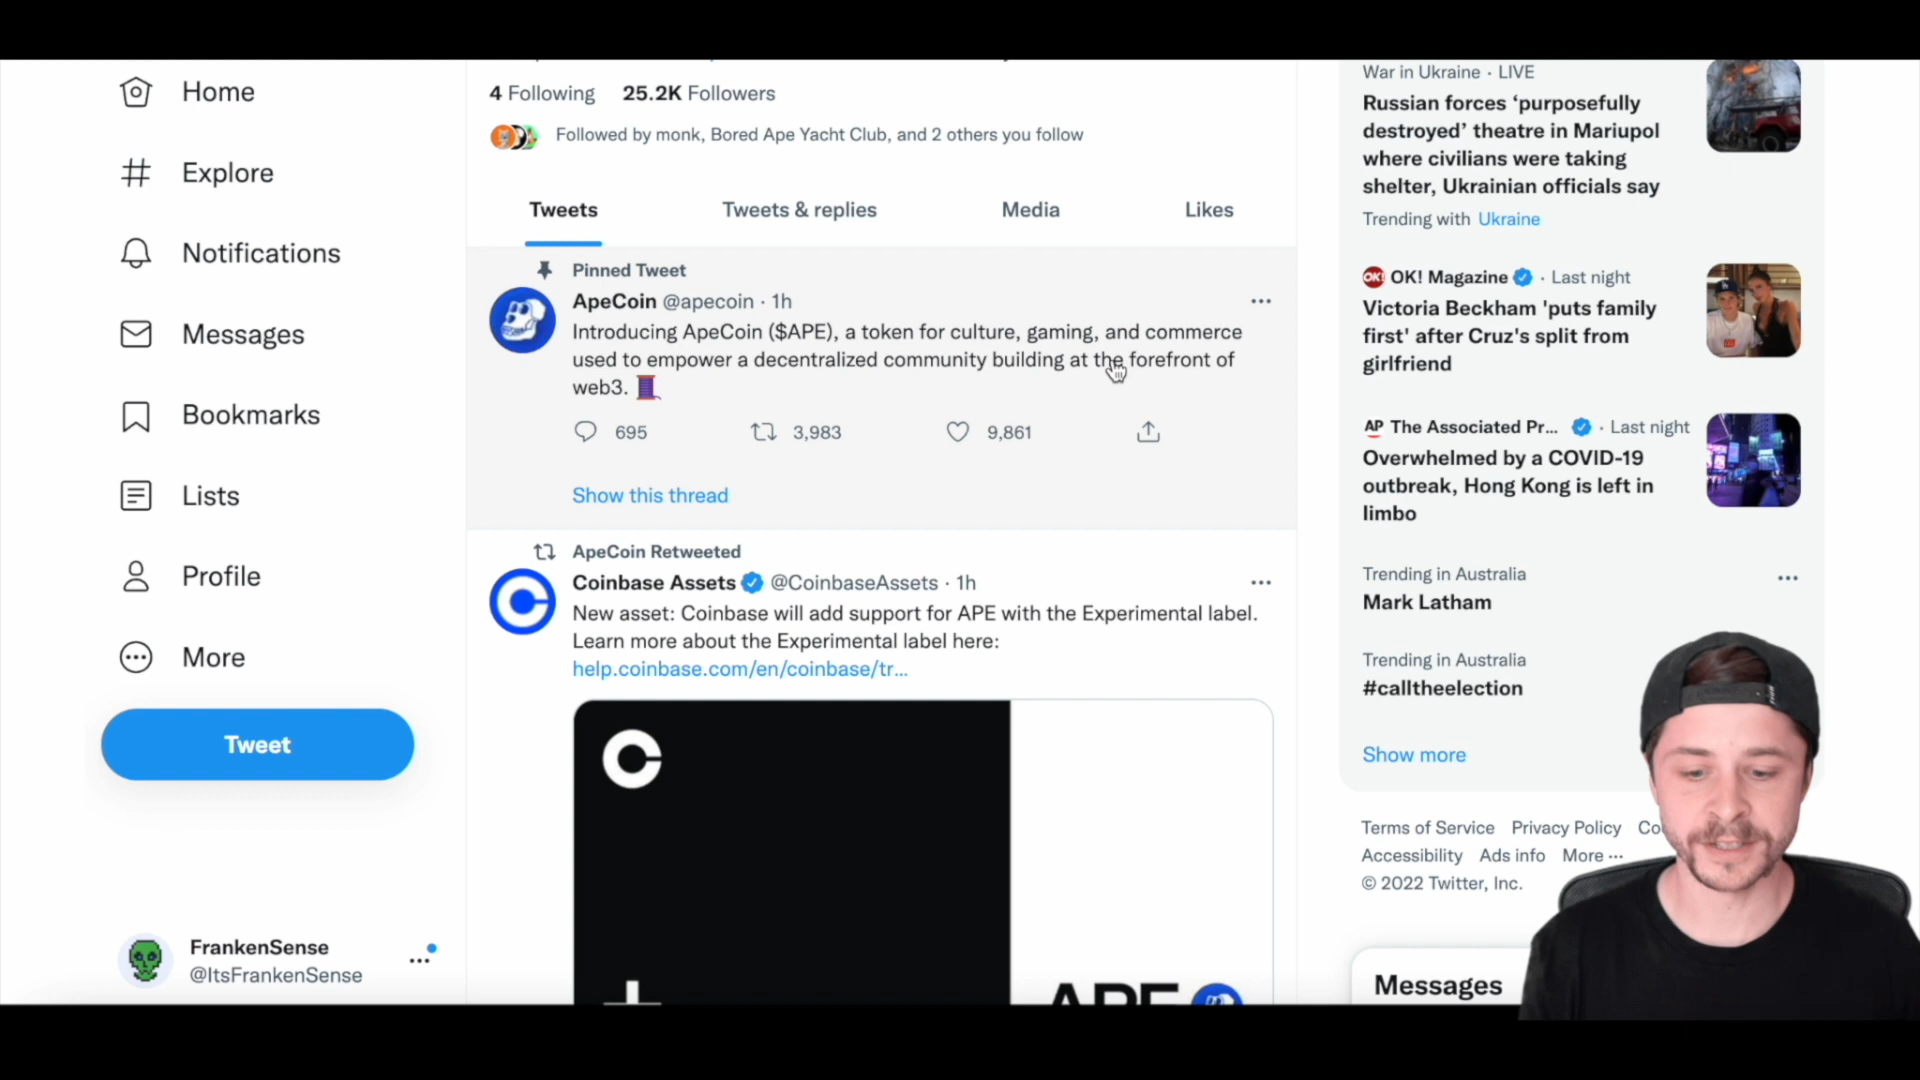 Home
Explore
Notifications
Messages
Bookmarks
Lists
Profile
More
Tweet
FrankenSense
@ItsFrankenSense
4 Following 25.2K Followers
Followed by monk, Bored Ape Yacht Club, and 2 others you follow
Tweets Tweets & replies Media Likes
Pinned Tweet
ApeCoin @apecoin · 1h
Introducing ApeCoin ($APE), a token for culture, gaming, and commerce
used to empower a decentralized community building at the forefront of
web3.
695 3,983 9,861
Show this thread
ApeCoin Retweeted
Coinbase Assets @CoinbaseAssets · 1h
New asset: Coinbase will add support for APE with the Experimental label.
Learn more about the Experimental label here:
help.coinbase.com/en/coinbase/tr...
APE
War in Ukraine · LIVE
Russian forces ‘purposefully
destroyed’ theatre in Mariupol
where civilians were taking
shelter, Ukrainian officials say
Trending with Ukraine
OK! OK! Magazine · Last night
Victoria Beckham 'puts family
first' after Cruz's split from
girlfriend
AP The Associated Pr... · Last night
Overwhelmed by a COVID-19
outbreak, Hong Kong is left in
limbo
Trending in Australia
Mark Latham
Trending in Australia
#calltheelection
Show more
Terms of Service Privacy Policy
Accessibility Ads info More ...
© 2022 Twitter, Inc.
Messages